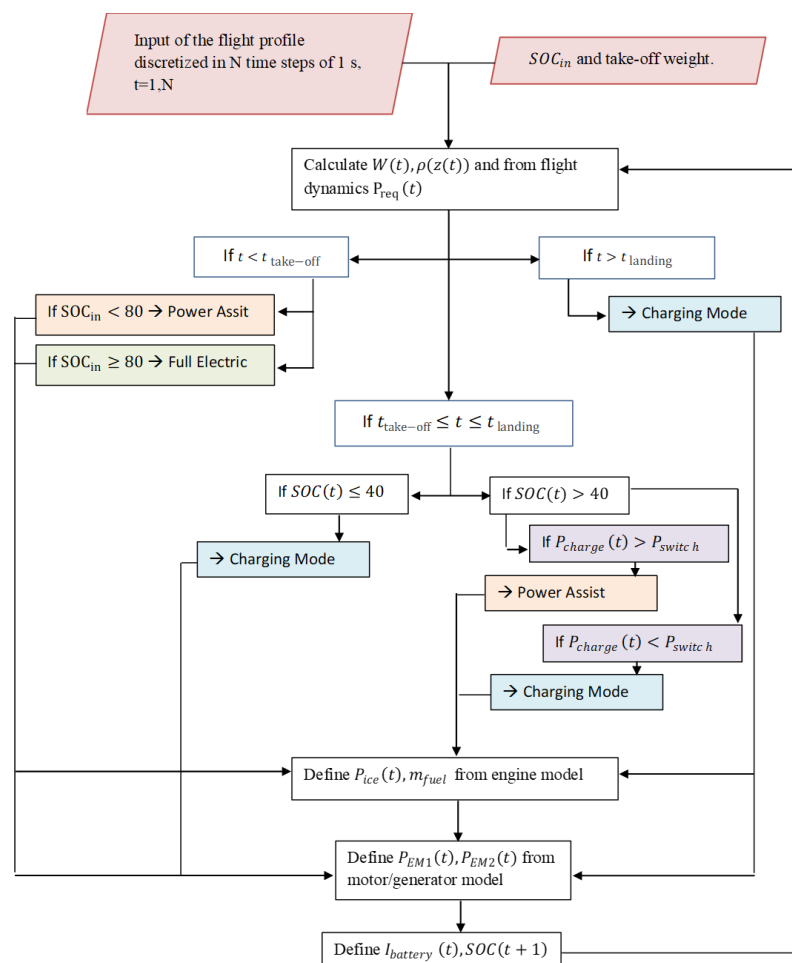 Input of the flight profile
discretized in N time steps of 1 s,
t=1,N
SOC_in and take-off weight.
Calculate W(t), ρ(z(t)) and from flight
dynamics P_req (t)
If t < t_take−off
If t > t_landing
If SOC_in < 80 → Power Assit
→ Charging Mode
If SOC_in ≥ 80 → Full Electric
If t_take−off ≤ t ≤ t_landing
If SOC(t) ≤ 40
If SOC(t) > 40
If P_charge (t) > P_switch
→ Charging Mode
→ Power Assist
If P_charge (t) < P_switch
→ Charging Mode
Define P_ice(t), m_fuel from engine model
Define P_EM1(t), P_EM2(t) from
motor/generator model
Define I_battery (t), SOC(t + 1)